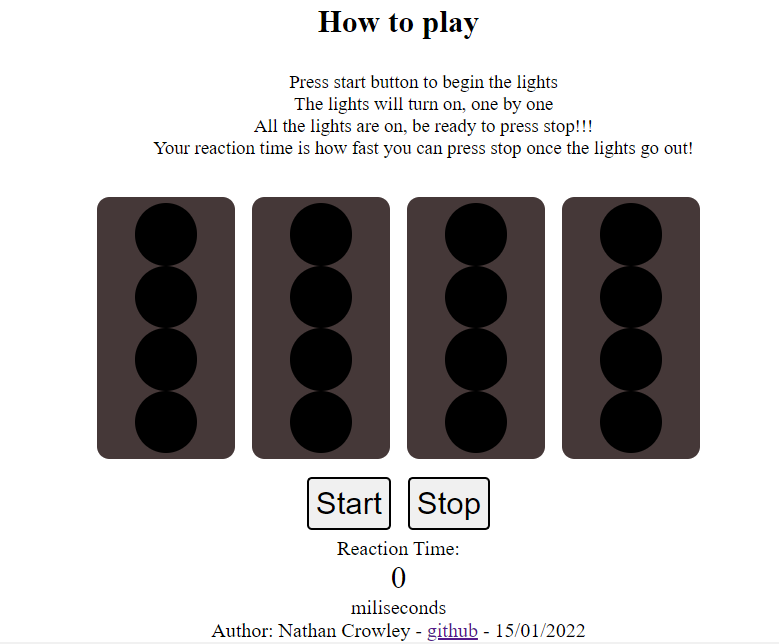 How to play
Press start button to begin the lights
The lights will turn on, one by one
All the lights are on, be ready to press stop!!!
Your reaction time is how fast you can press stop once the lights go out!
Start Stop
Reaction Time:
0
miliseconds
Author: Nathan Crowley - github - 15/01/2022